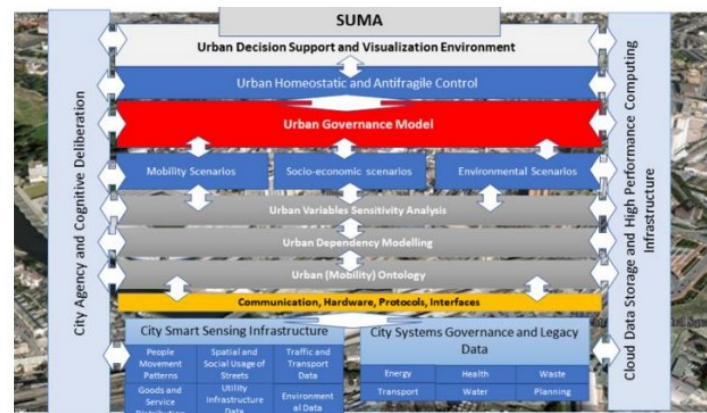 SUMA
Urban Decision Support and Visualization Environment
Urban Homeostatic and Antifragile Control
Urban Governance Model
Mobility Scenarios
Socio-economic scenarios
Environmental Scenarios
Urban Variables Sensitivity Analysis
Urban Dependency Modelling
Urban (Mobility) Ontology
Communication, Hardware, Protocols, Interfaces
City Agency and Cognitive Deliberation
Cloud Data Storage and High Performance Computing
Infrastructure
City Smart Sensing Infrastructure
People
Movement
Patterns
Spatial and
Social Usage of
Streets
Traffic and
Transport
Data
Goods and
Service
Utility
Infrastructure
Data
Environment
al Data
City Systems Governance and Legacy
Data
Energy
Health
Waste
Transport
Water
Planning